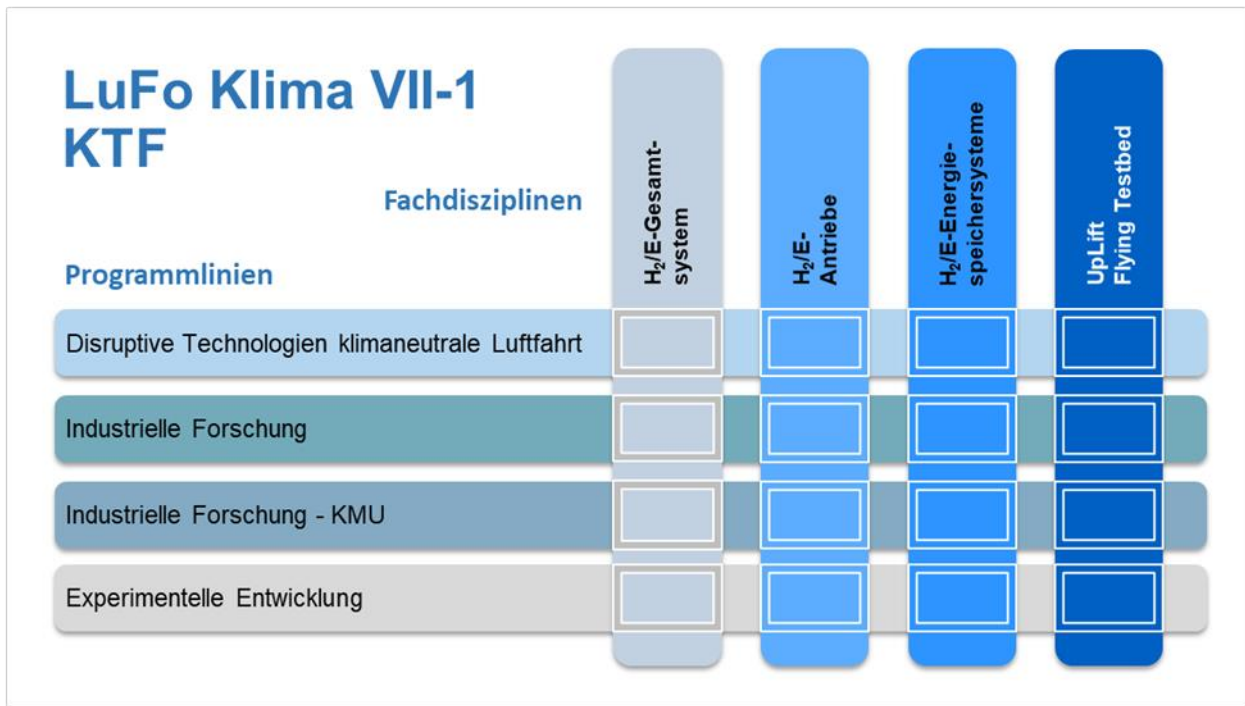 LuFo Klima VII-1
KTF
Fachdisziplinen
Programmlinien
H₂/E-Gesamt-
system
H₂/E-
Antriebe
H₂/E-Energie-
speichersysteme
UpLift
Flying Testbed
Disruptive Technologien klimaneutrale Luftfahrt
Industrielle Forschung
Industrielle Forschung - KMU
Experimentelle Entwicklung